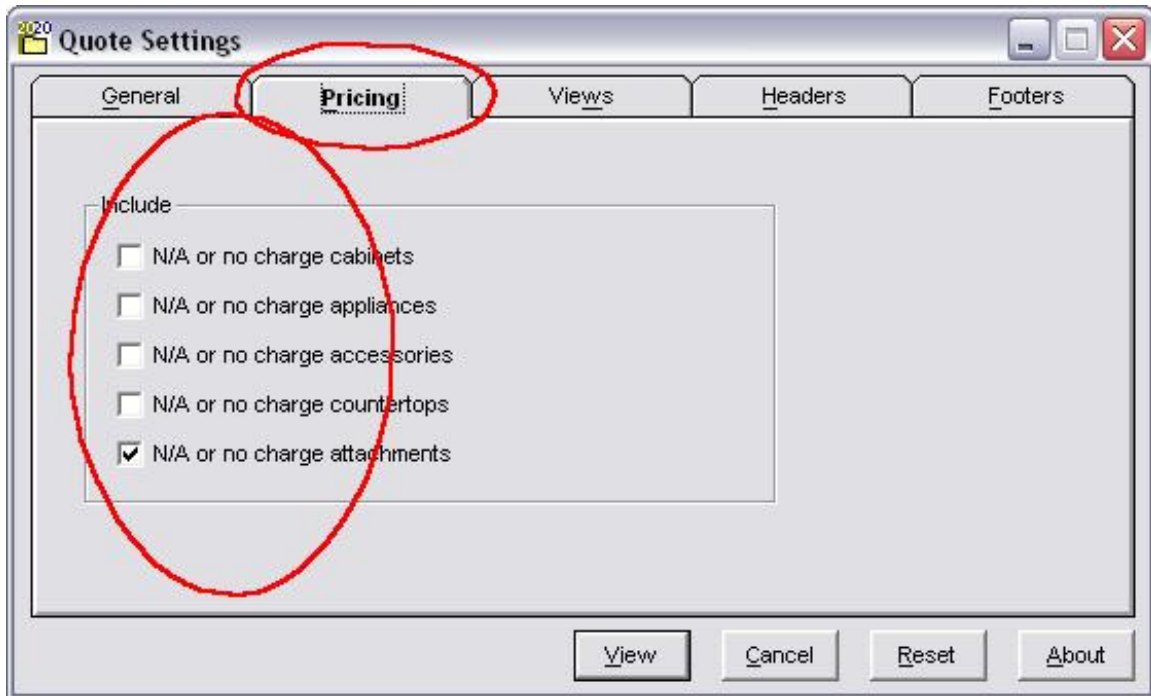 2020 Quote Settings
General Pricing Views Headers Footers
Include
N/A or no charge cabinets
N/A or no charge appliances
N/A or no charge accessories
N/A or no charge countertops
N/A or no charge attachments
View Cancel Reset About